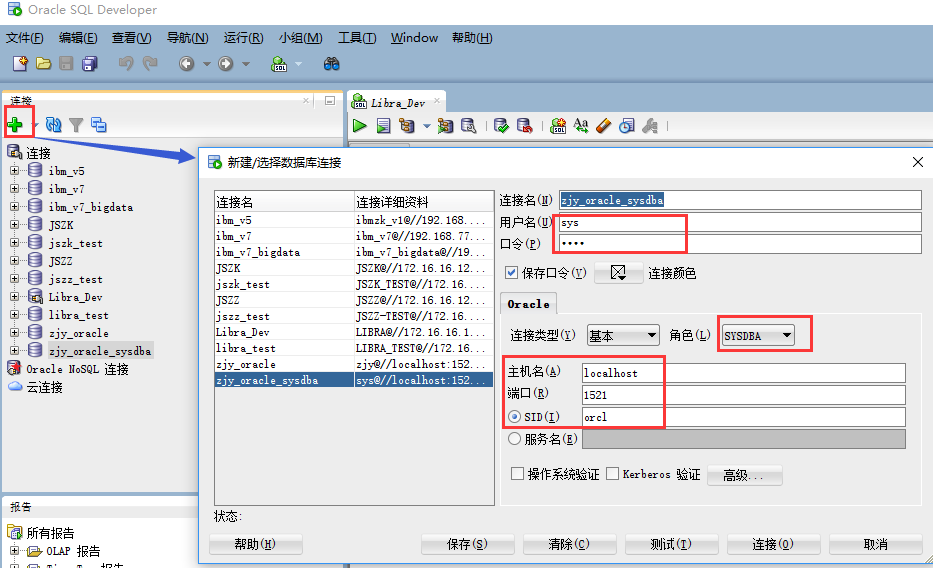 Oracle SQL Developer
文件(F) 编辑(E) 查看(V) 导航(N) 运行(R) 小组(M) 工具(T) Window 帮助(H)
连接
Libra_Dev
连接
ibm_v5
ibm_v7
ibm_v7_bigdata
JSZK
jszk_test
JSZZ
jszz_test
Libra_Dev
libra_test
zjy_oracle
zjy_oracle_sysdba
Oracle NoSQL 连接
云连接
报告
所有报告
OLAP 报告
新建/选择数据库连接
连接名 连接详细资料
ibm_v5 ibmzk_v1@//192.168....
ibm_v7 ibm_v7@//192.168.77...
ibm_v7_bigdata ibm_v7_bigdata@//19...
JSZK JSZK@//172.16.16.12...
jszk_test JSZK_TEST@//172.16....
JSZZ JSZZ@//172.16.16.12...
jszz_test JSZZ-TEST@//172.16....
Libra_Dev LIBRA@//172.16.16.1...
libra_test LIBRA_TEST@//172.16...
zjy_oracle zjy@//localhost:152...
zjy_oracle_sysdba sys@//localhost:152...
连接名(N) zjy_oracle_sysdba
用户名(U) sys
口令(P) ••••
保存口令(V) 连接颜色
Oracle
连接类型(Y) 基本 角色(L) SYSDBA
主机名(A) localhost
端口(R) 1521
SID(I) orcl
服务名(E)
操作系统验证 Kerberos 验证 高级...
状态:
帮助(H) 保存(S) 清除(C) 测试(T) 连接(O) 取消